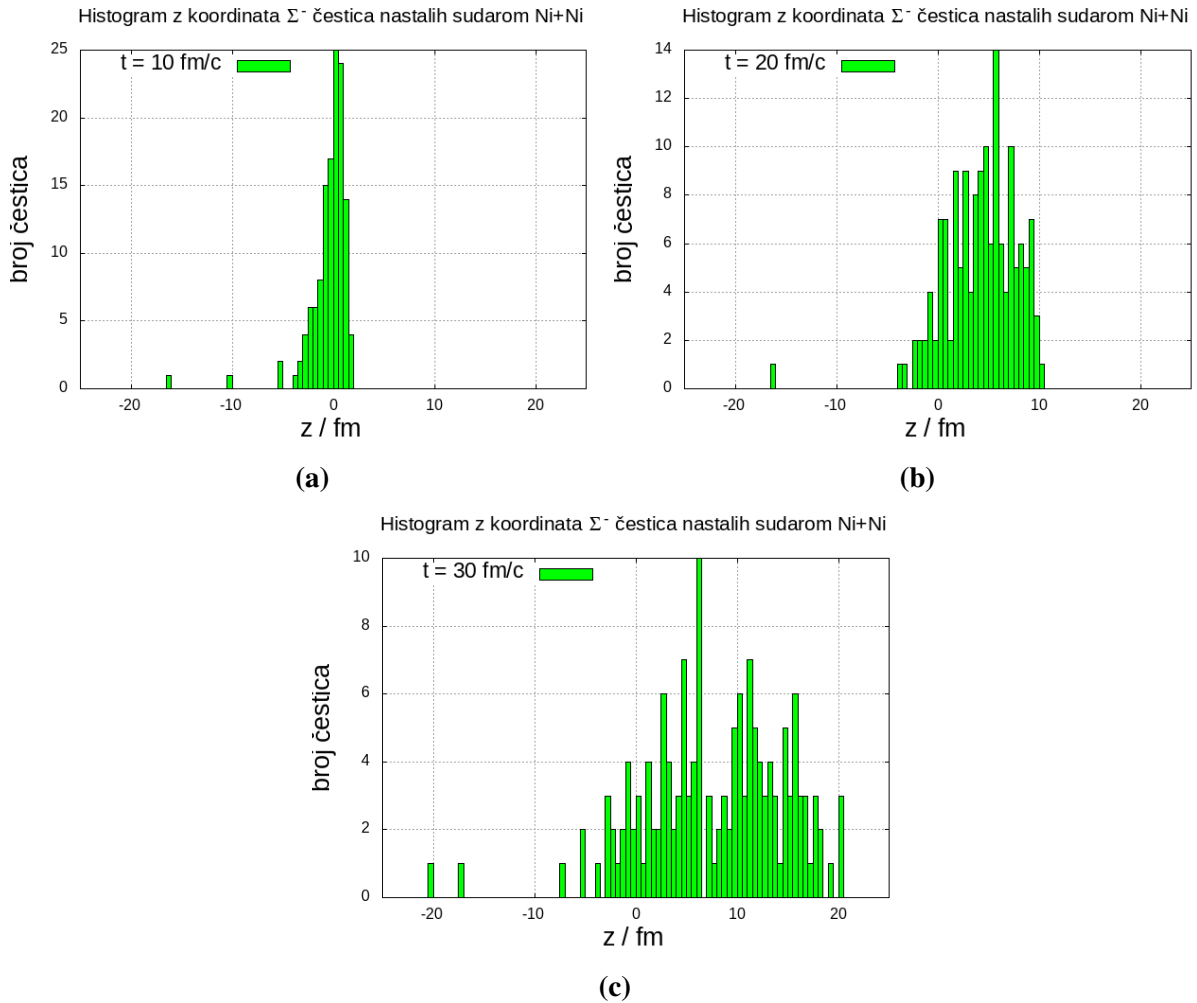 Histogram z koordinata Σ⁻ čestica nastalih sudarom Ni+Ni
t = 10 fm/c
broj čestica
25
20
15
10
5
0
-20 -10 0 10 20
z / fm
(a)
Histogram z koordinata Σ⁻ čestica nastalih sudarom Ni+Ni
t = 20 fm/c
broj čestica
14
12
10
8
6
4
2
0
-20 -10 0 10 20
z / fm
(b)
Histogram z koordinata Σ⁻ čestica nastalih sudarom Ni+Ni
t = 30 fm/c
broj čestica
10
8
6
4
2
0
-20 -10 0 10 20
z / fm
(c)